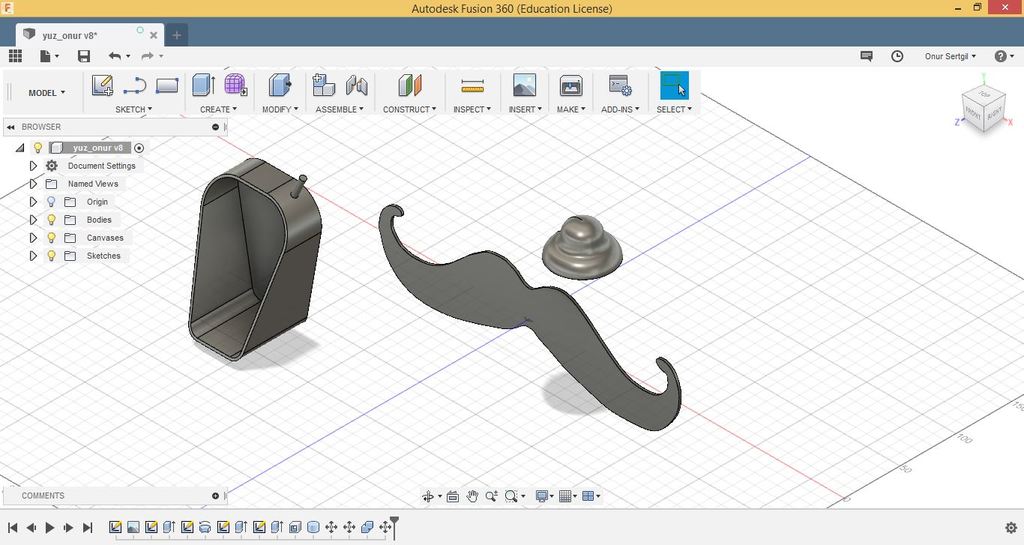 Autodesk Fusion 360 (Education License)
yuz_onur v8*
Onur Sertgil
MODEL
SKETCH CREATE MODIFY ASSEMBLE CONSTRUCT INSPECT INSERT MAKE ADD-INS SELECT
BROWSER
yuz_onur v8
Document Settings
Named Views
Origin
Bodies
Canvases
Sketches
Y
TOP
FRONT RIGHT
Z X
150
100
50
0
COMMENTS